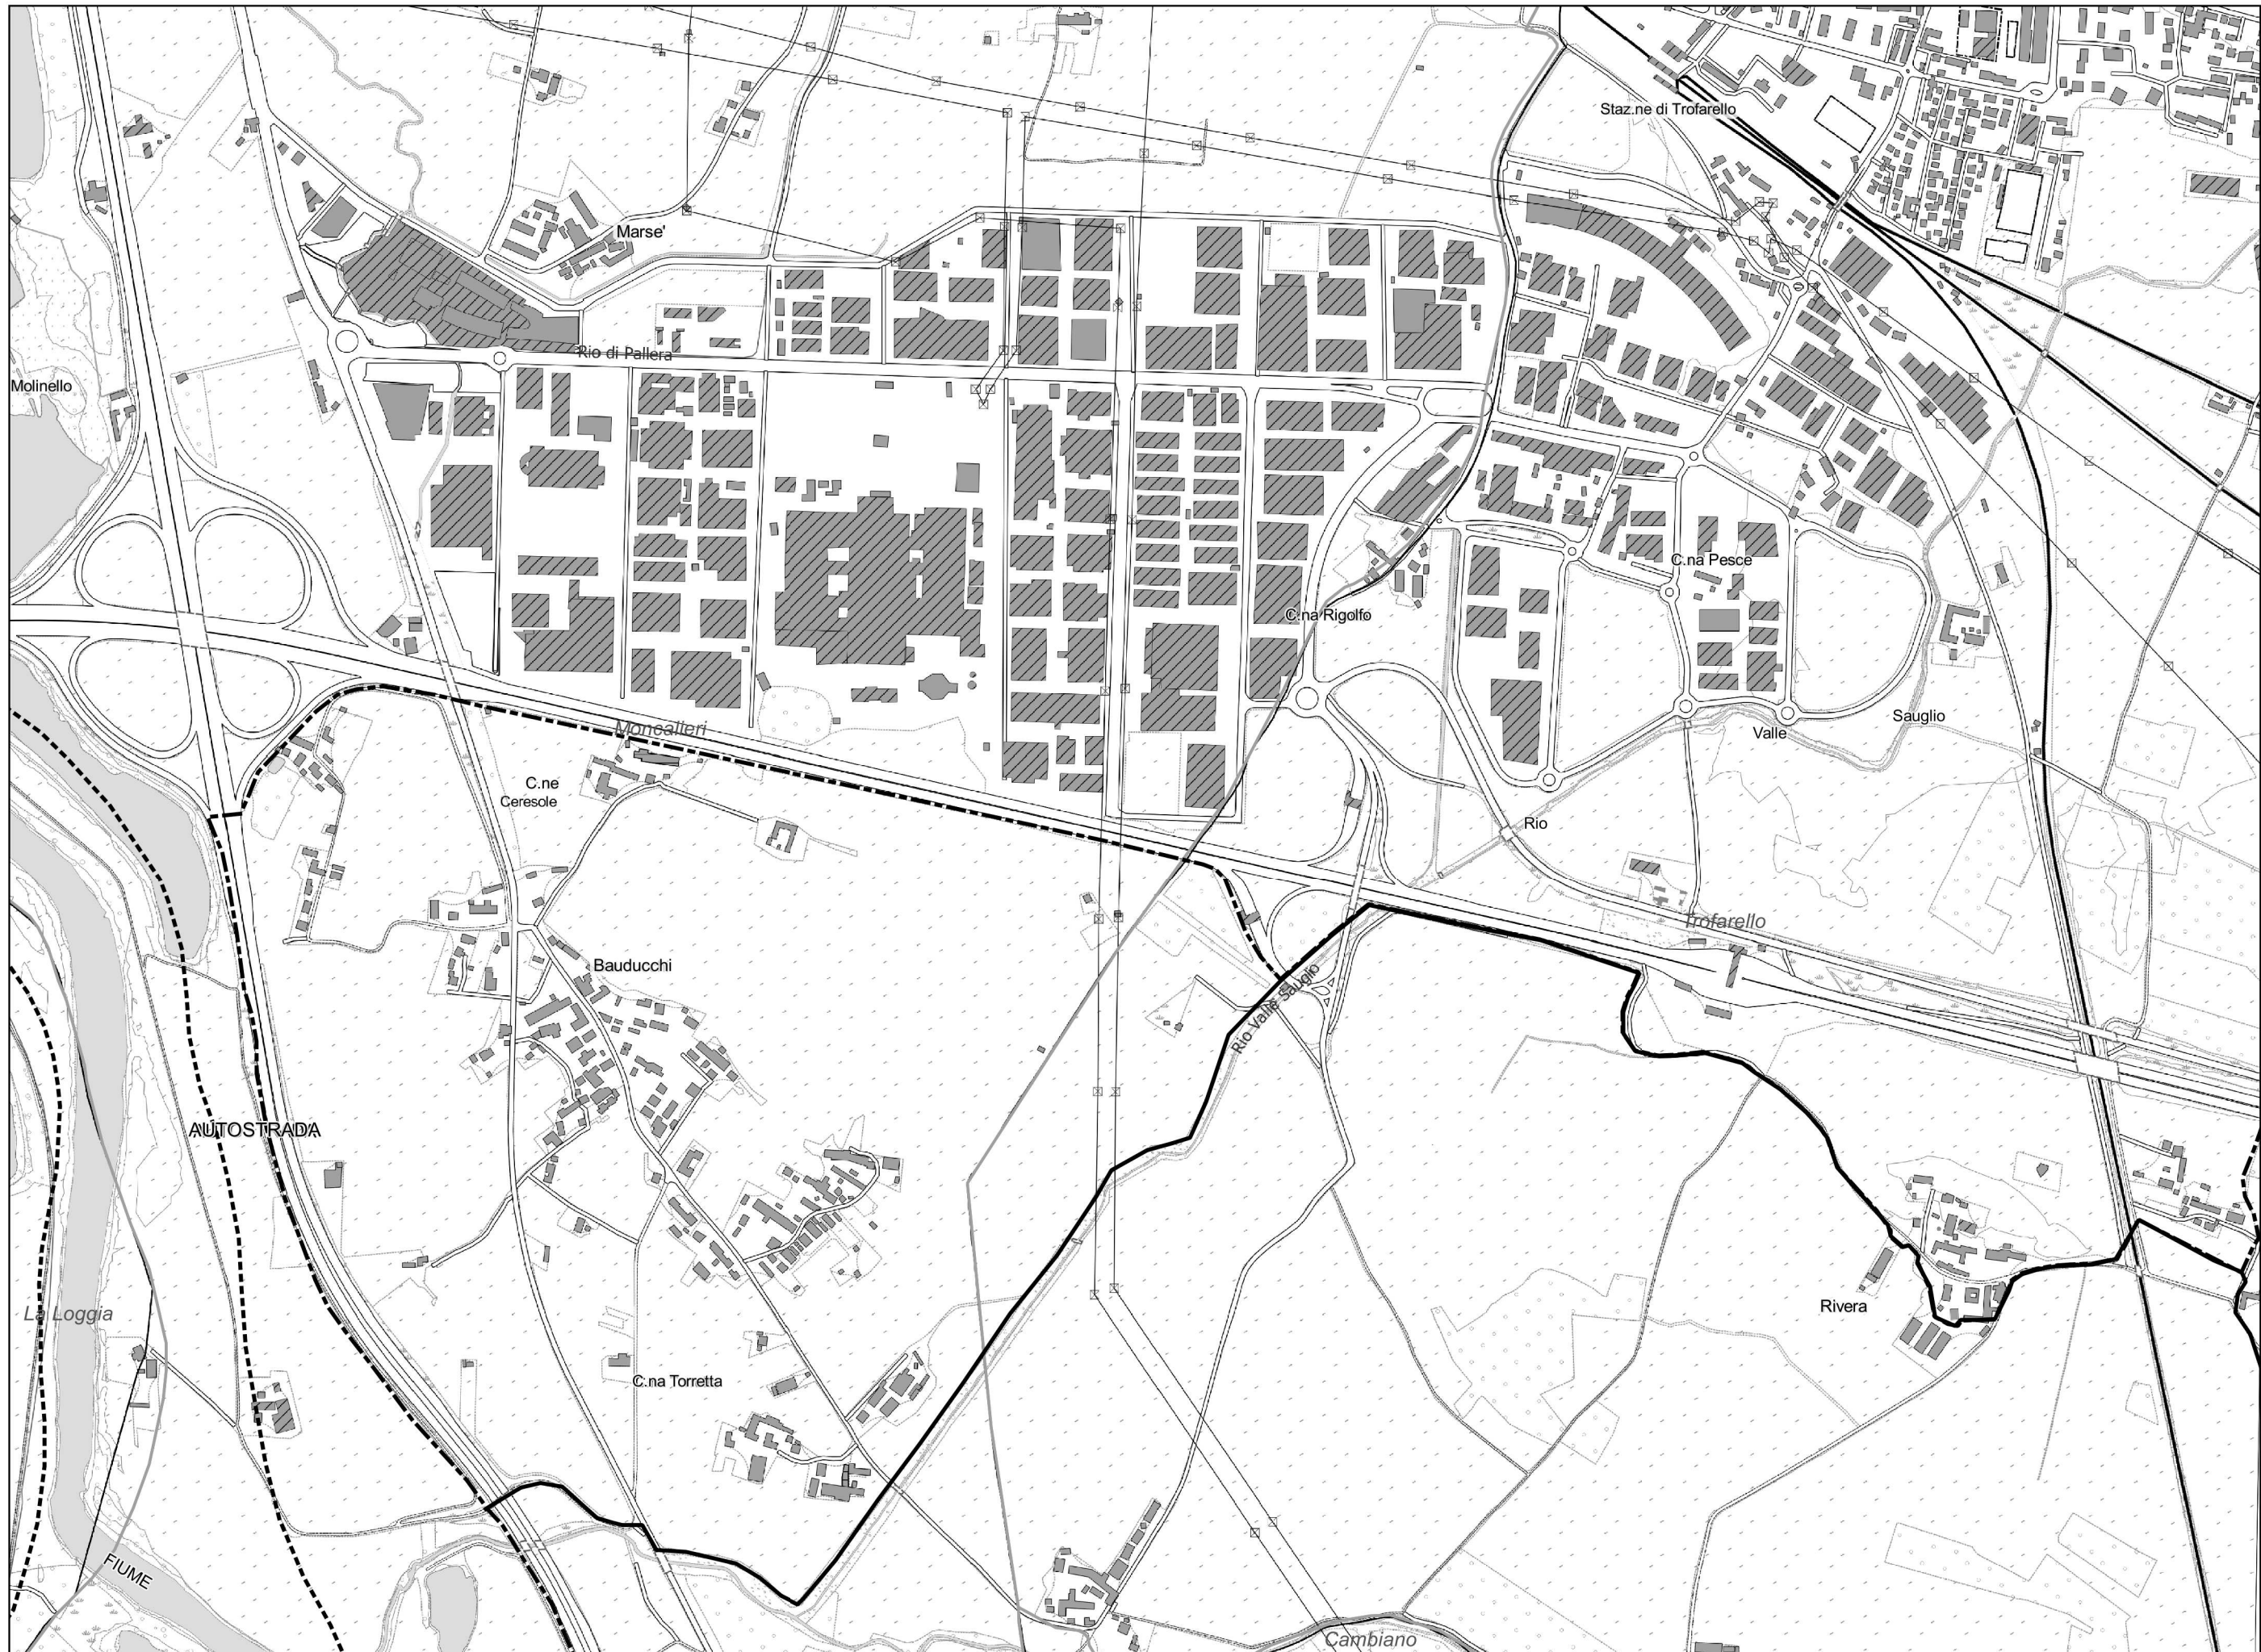 Staz.ne di Trofarello
Marse'
Rio di Pallera
Molinello
C.na Pesce
C.na Rigolfo
Sauglio
Moncalieri
Valle
C.ne
Ceresole
Rio
Trofarello
Bauducchi
Rio Valle Sauglio
AUTOSTRADA
Rivera
La Loggia
C.na Torretta
FIUME
Cambiano